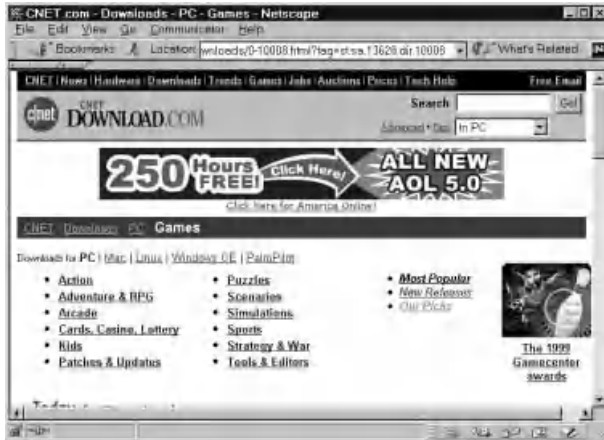 CNET.com - Downloads - PC - Games - Netscape
File Edit View Go Communicator Help
Bookmarks Location: wnloads/0-10008.html?tag=st.sa.13628.dir.10008 What's Related
CNET | News | Hardware | Downloads | Trends | Games | Jobs | Auctions | Prices | Tech Help Free Email
cnet CNET DOWNLOAD.COM Search Go!
Advanced • Tips In PC
250 Hours FREE! Click Here! ALL NEW AOL 5.0
Click here for America Online!
CNET Downloads PC Games
Downloads for PC | Mac | Linux | Windows CE | PalmPilot
• Action
• Adventure & RPG
• Arcade
• Cards, Casino, Lottery
• Kids
• Patches & Updates
• Puzzles
• Scenarios
• Simulations
• Sports
• Strategy & War
• Tools & Editors
• Most Popular
• New Releases
• Our Picks
The 1999
Gamecenter
awards